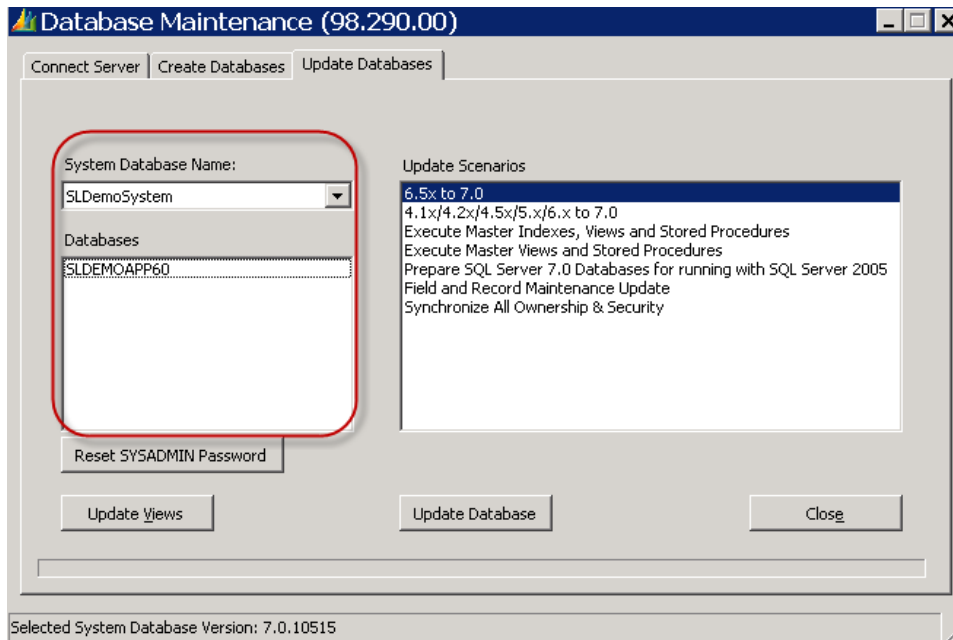 Database Maintenance (98.290.00)
Connect Server
Create Databases
Update Databases
System Database Name:
SLDemoSystem
Databases
SLDEMOAPP60
Update Scenarios
6.5x to 7.0
4.1x/4.2x/4.5x/5.x/6.x to 7.0
Execute Master Indexes, Views and Stored Procedures
Execute Master Views and Stored Procedures
Prepare SQL Server 7.0 Databases for running with SQL Server 2005
Field and Record Maintenance Update
Synchronize All Ownership & Security
Reset SYSADMIN Password
Update Views
Update Database
Close
Selected System Database Version: 7.0.10515